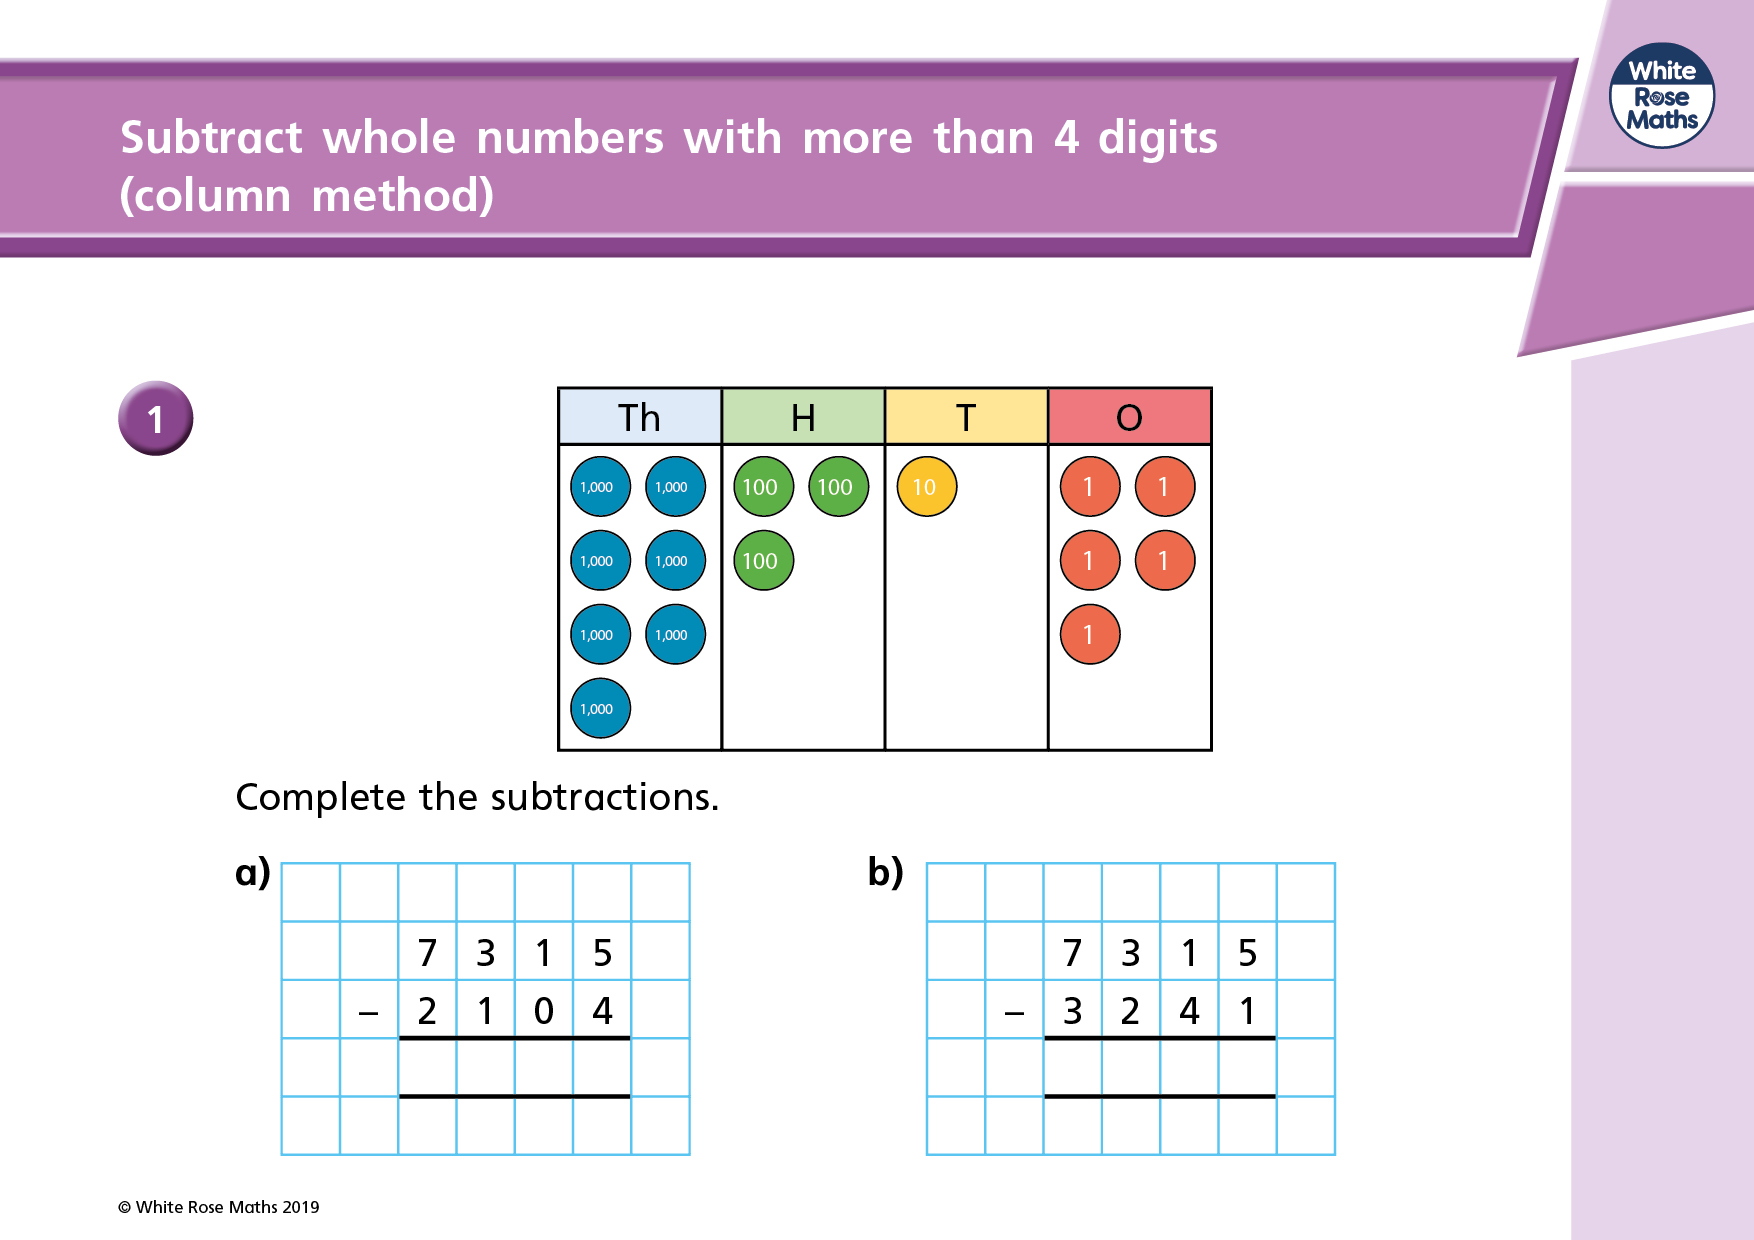 White
Rose
Maths
Subtract whole numbers with more than 4 digits
(column method)
1
Th H T O
1,000 1,000 100 100 10 1 1
1,000 1,000 100 1 1
1,000 1,000 1
1,000
Complete the subtractions.
a)
7 3 1 5
– 2 1 0 4
b)
7 3 1 5
– 3 2 4 1
© White Rose Maths 2019